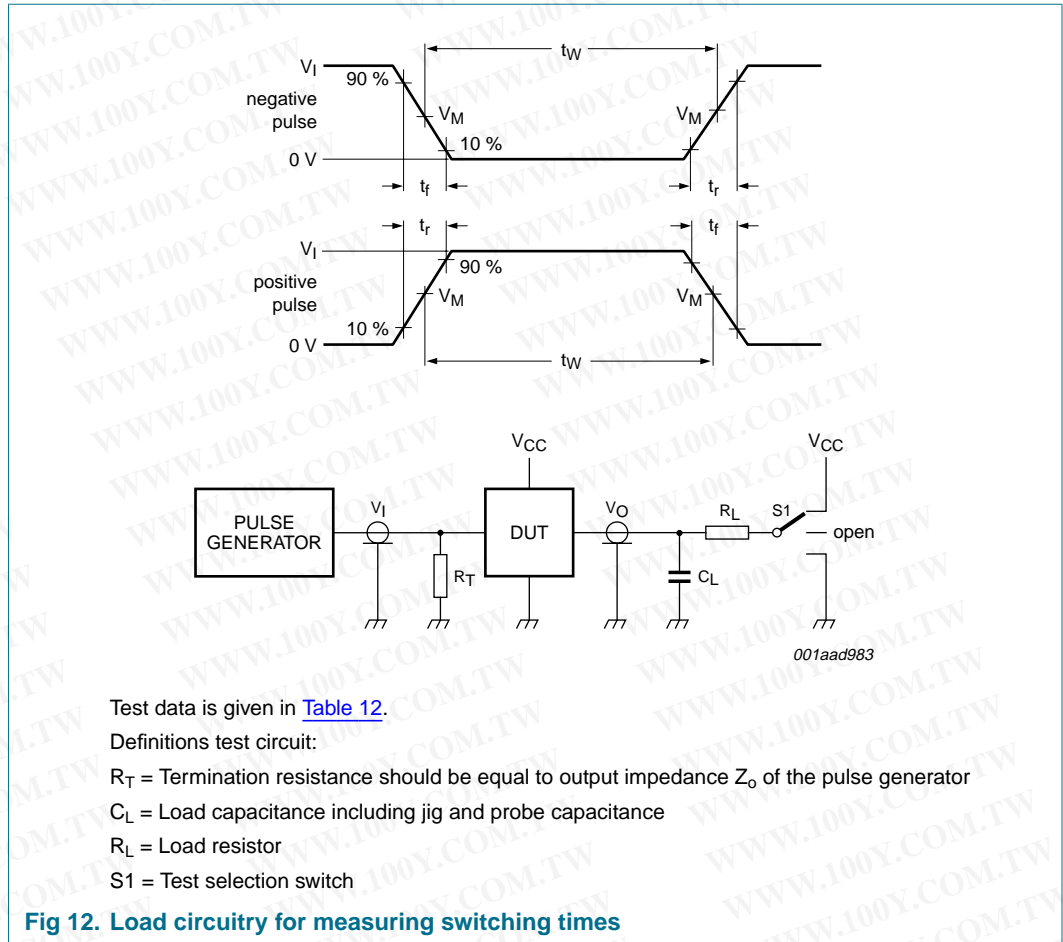 tW
VI
90 %
negative
pulse
VM
VM
10 %
0 V
tf
tr
tr
tf
VI
90 %
positive
pulse
VM
VM
10 %
0 V
tW
VCC
VCC
PULSE
GENERATOR
VI
DUT
VO
RL
S1
open
RT
CL
001aad983
Test data is given in Table 12.
Definitions test circuit:
RT = Termination resistance should be equal to output impedance Zo of the pulse generator
CL = Load capacitance including jig and probe capacitance
RL = Load resistor
S1 = Test selection switch
Fig 12. Load circuitry for measuring switching times
WWW.100Y.COM.TW